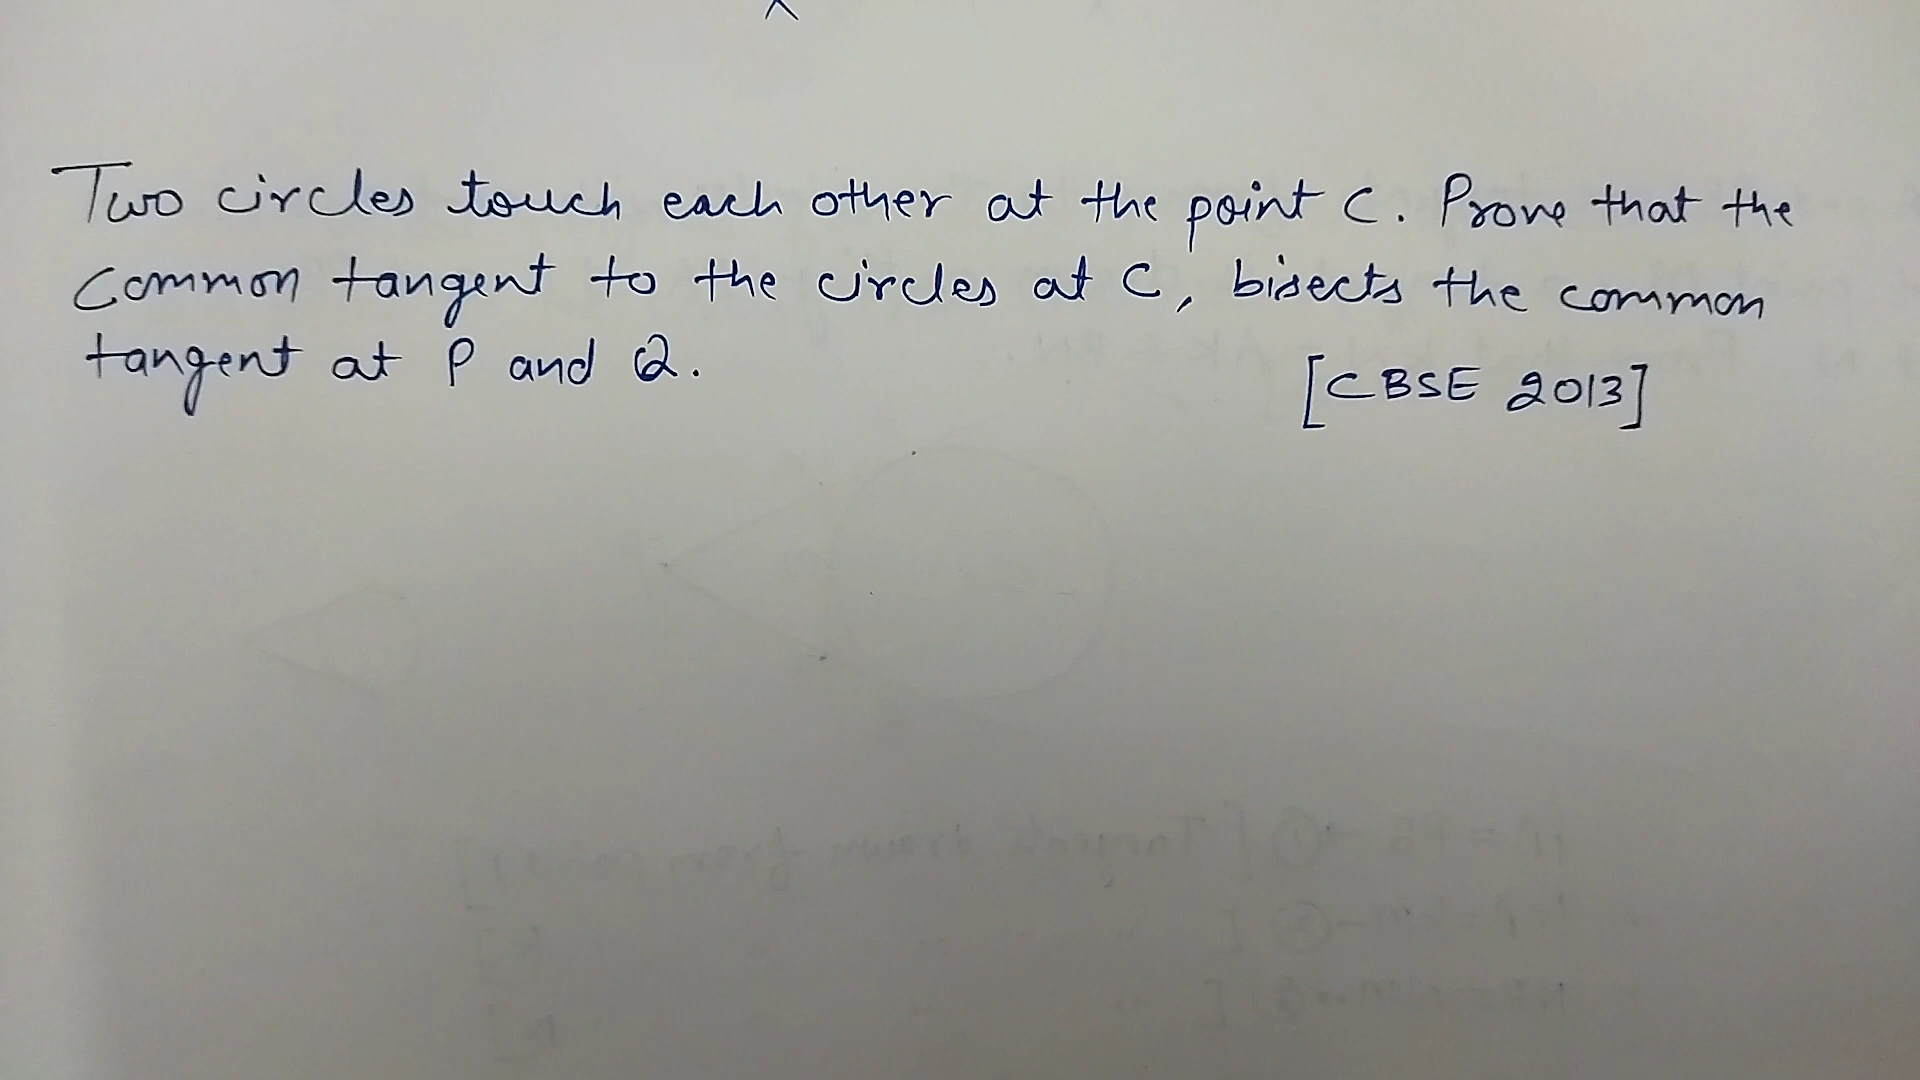 Two circles touch each other at the point C. Prove that the
common tangent to the circles at C, bisects the common
tangent at P and Q.
[CBSE 2013]